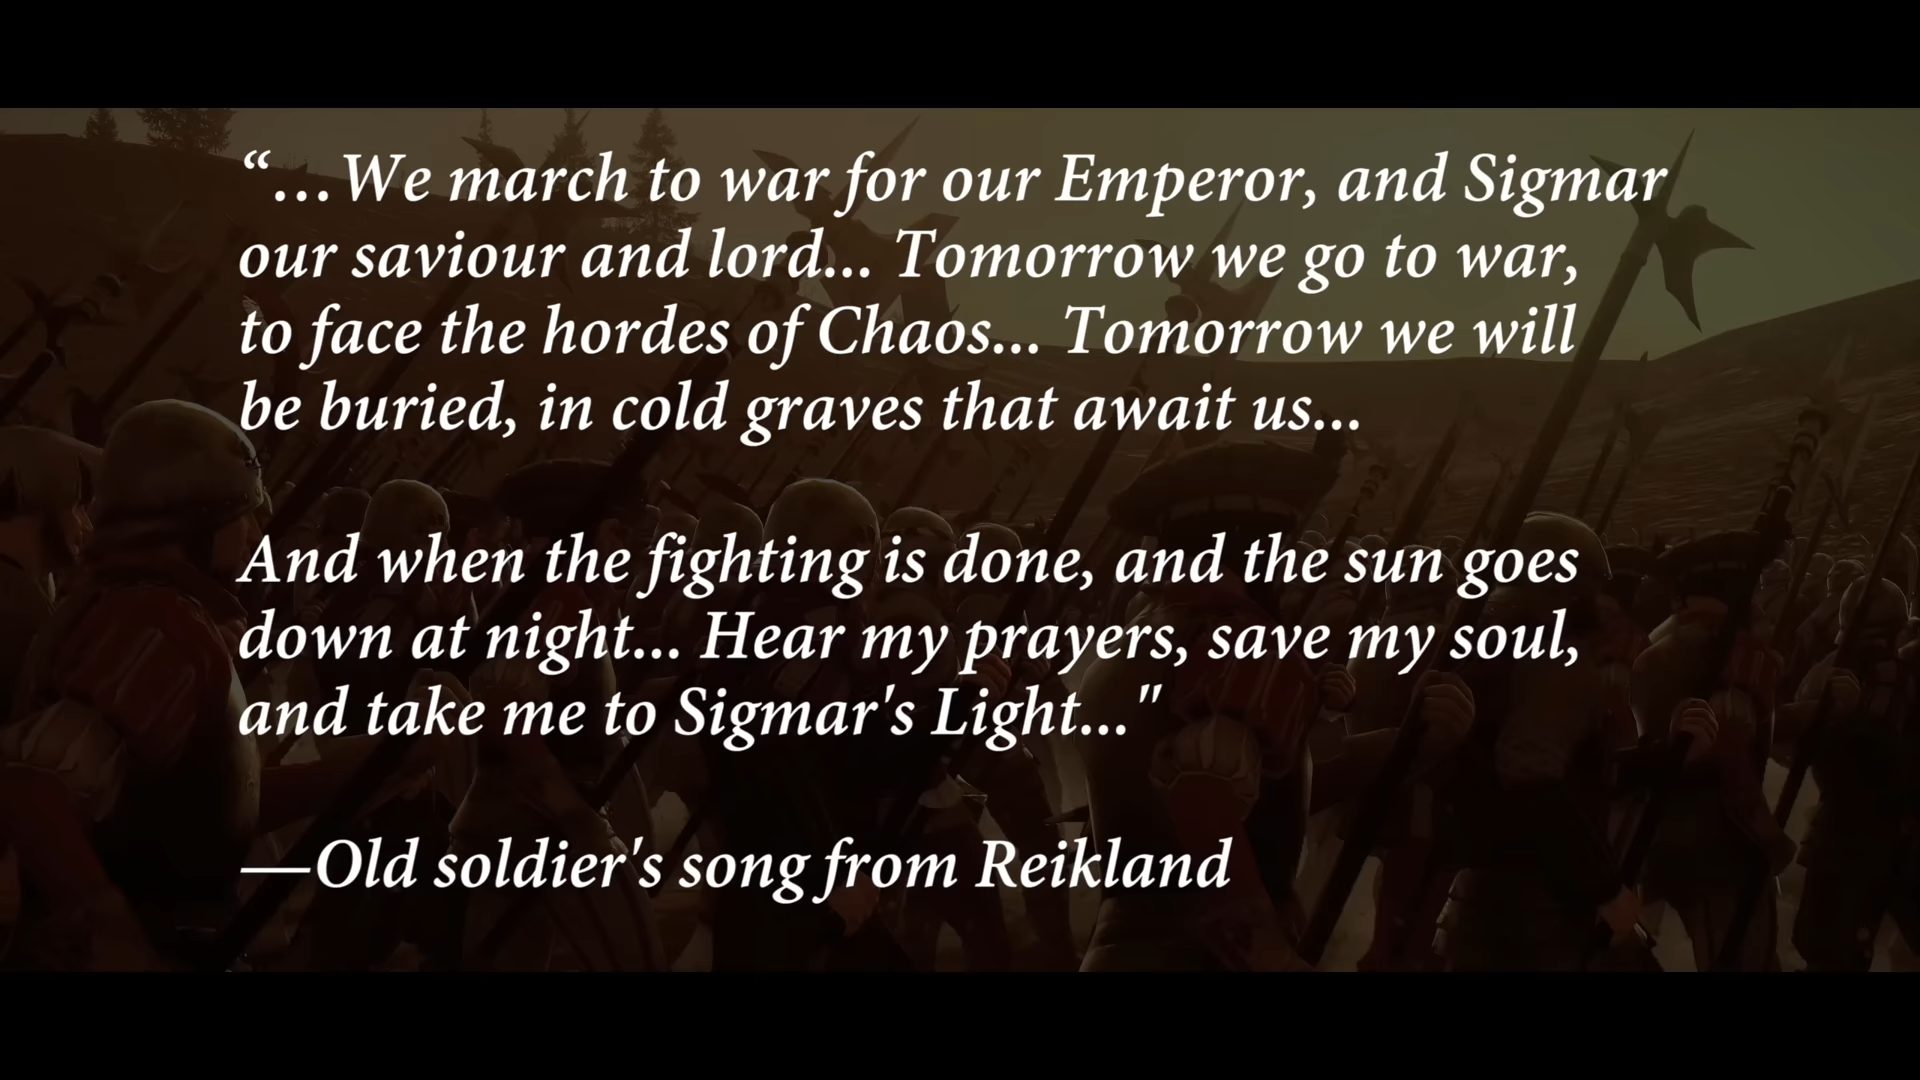 “…We march to war for our Emperor, and Sigmar
our saviour and lord... Tomorrow we go to war,
to face the hordes of Chaos... Tomorrow we will
be buried, in cold graves that await us...
And when the fighting is done, and the sun goes
down at night... Hear my prayers, save my soul,
and take me to Sigmar's Light..."
—Old soldier's song from Reikland